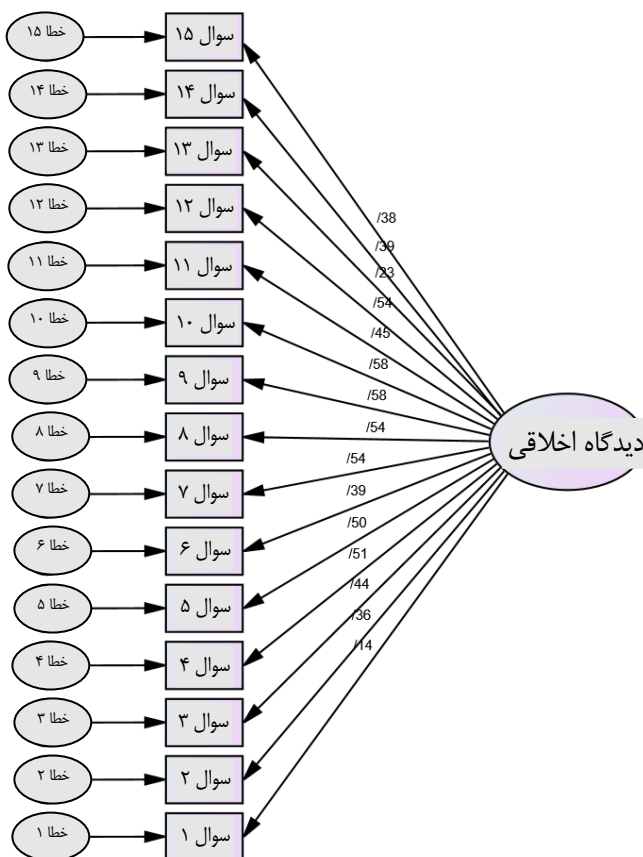 خطا ۱۵
سوال ۱۵
خطا ۱۴
سوال ۱۴
خطا ۱۳
سوال ۱۳
خطا ۱۲
سوال ۱۲
/38
/39
خطا ۱۱
سوال ۱۱
/23
/54
خطا ۱۰
سوال ۱۰
/45
/58
خطا ۹
سوال ۹
/58
خطا ۸
سوال ۸
/54
دیدگاه اخلاقی
/54
خطا ۷
سوال ۷
/39
/50
خطا ۶
سوال ۶
/51
/44
خطا ۵
سوال ۵
/36
/14
خطا ۴
سوال ۴
خطا ۳
سوال ۳
خطا ۲
سوال ۲
خطا ۱
سوال ۱